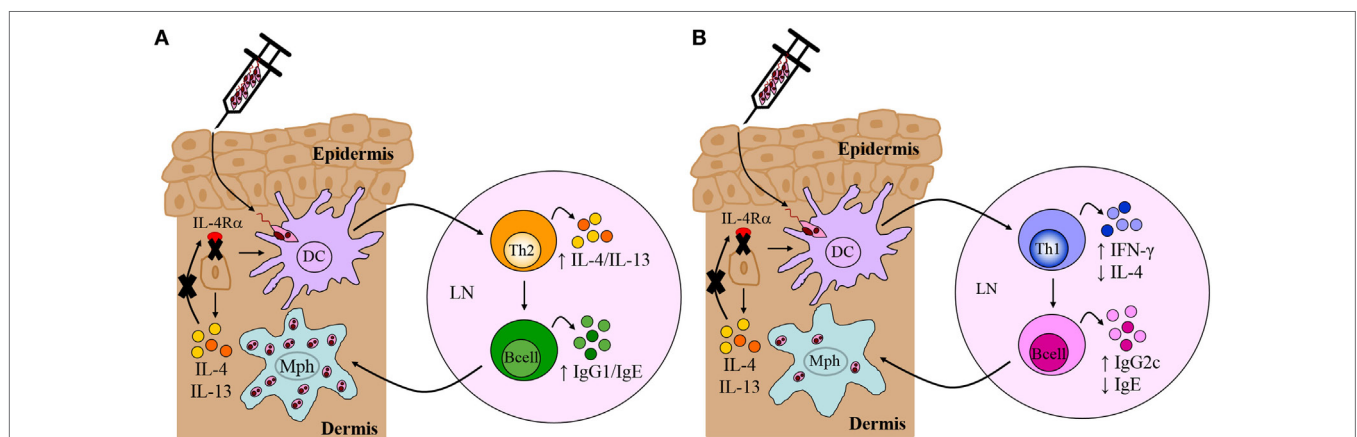 A
Epidermis
IL-4Rα
DC
Th2
↑ IL-4/IL-13
LN
Bcell
↑ IgG1/IgE
IL-4
IL-13
Mph
Dermis
B
Epidermis
IL-4Rα
DC
Th1
↑ IFN-γ
↓ IL-4
LN
Bcell
↑ IgG2c
↓ IgE
IL-4
IL-13
Mph
Dermis